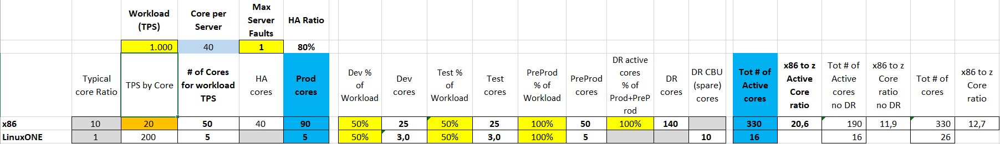 Workload (TPS) Core per Server Max Server Faults HA Ratio
1.000 40 1 80%
Typical core Ratio TPS by Core # of Cores for workload TPS HA cores Prod cores Dev % of Workload Dev cores Test % of Workload Test cores PreProd % of Workload PreProd cores DR active cores % of Prod+PreP rod DR cores DR CBU (spare) cores Tot # of Active cores x86 to z Active Core ratio Tot # of Active cores no DR x86 to z Core ratio no DR Tot # of cores x86 to z Core ratio
x86 10 20 50 40 90 50% 25 50% 25 100% 50 100% 140 330 20,6 190 11,9 330 12,7
LinuxONE 1 200 5 5 50% 3,0 50% 3,0 100% 5 10 16 16 26